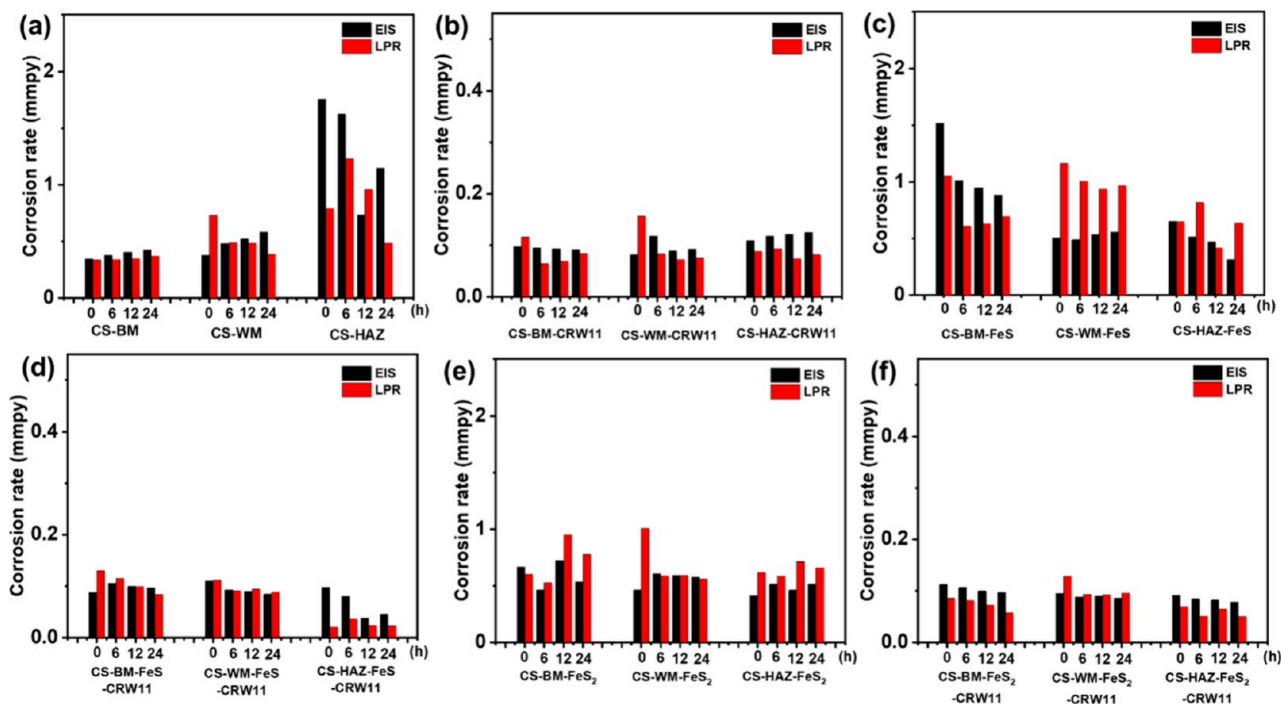 (a)
EIS
LPR
Corrosion rate (mmpy)
2
1
0
0 6 12 24 0 6 12 24 0 6 12 24 (h)
CS-BM CS-WM CS-HAZ
(b)
EIS
LPR
Corrosion rate (mmpy)
0.4
0.2
0.0
0 6 12 24 0 6 12 24 0 6 12 24 (h)
CS-BM-CRW11 CS-WM-CRW11 CS-HAZ-CRW11
(c)
EIS
LPR
Corrosion rate (mmpy)
2
1
0
0 6 12 24 0 6 12 24 0 6 12 24 (h)
CS-BM-FeS CS-WM-FeS CS-HAZ-FeS
(d)
EIS
LPR
Corrosion rate (mmpy)
0.4
0.2
0.0
0 6 12 24 0 6 12 24 0 6 12 24 (h)
CS-BM-FeS CS-WM-FeS CS-HAZ-FeS
-CRW11 -CRW11 -CRW11
(e)
EIS
LPR
Corrosion rate (mmpy)
2
1
0
0 6 12 24 0 6 12 24 0 6 12 24 (h)
CS-BM-FeS₂ CS-WM-FeS₂ CS-HAZ-FeS₂
(f)
EIS
LPR
Corrosion rate (mmpy)
0.4
0.2
0.0
0 6 12 24 0 6 12 24 0 6 12 24 (h)
CS-BM-FeS₂ CS-WM-FeS₂ CS-HAZ-FeS₂
-CRW11 -CRW11 -CRW11